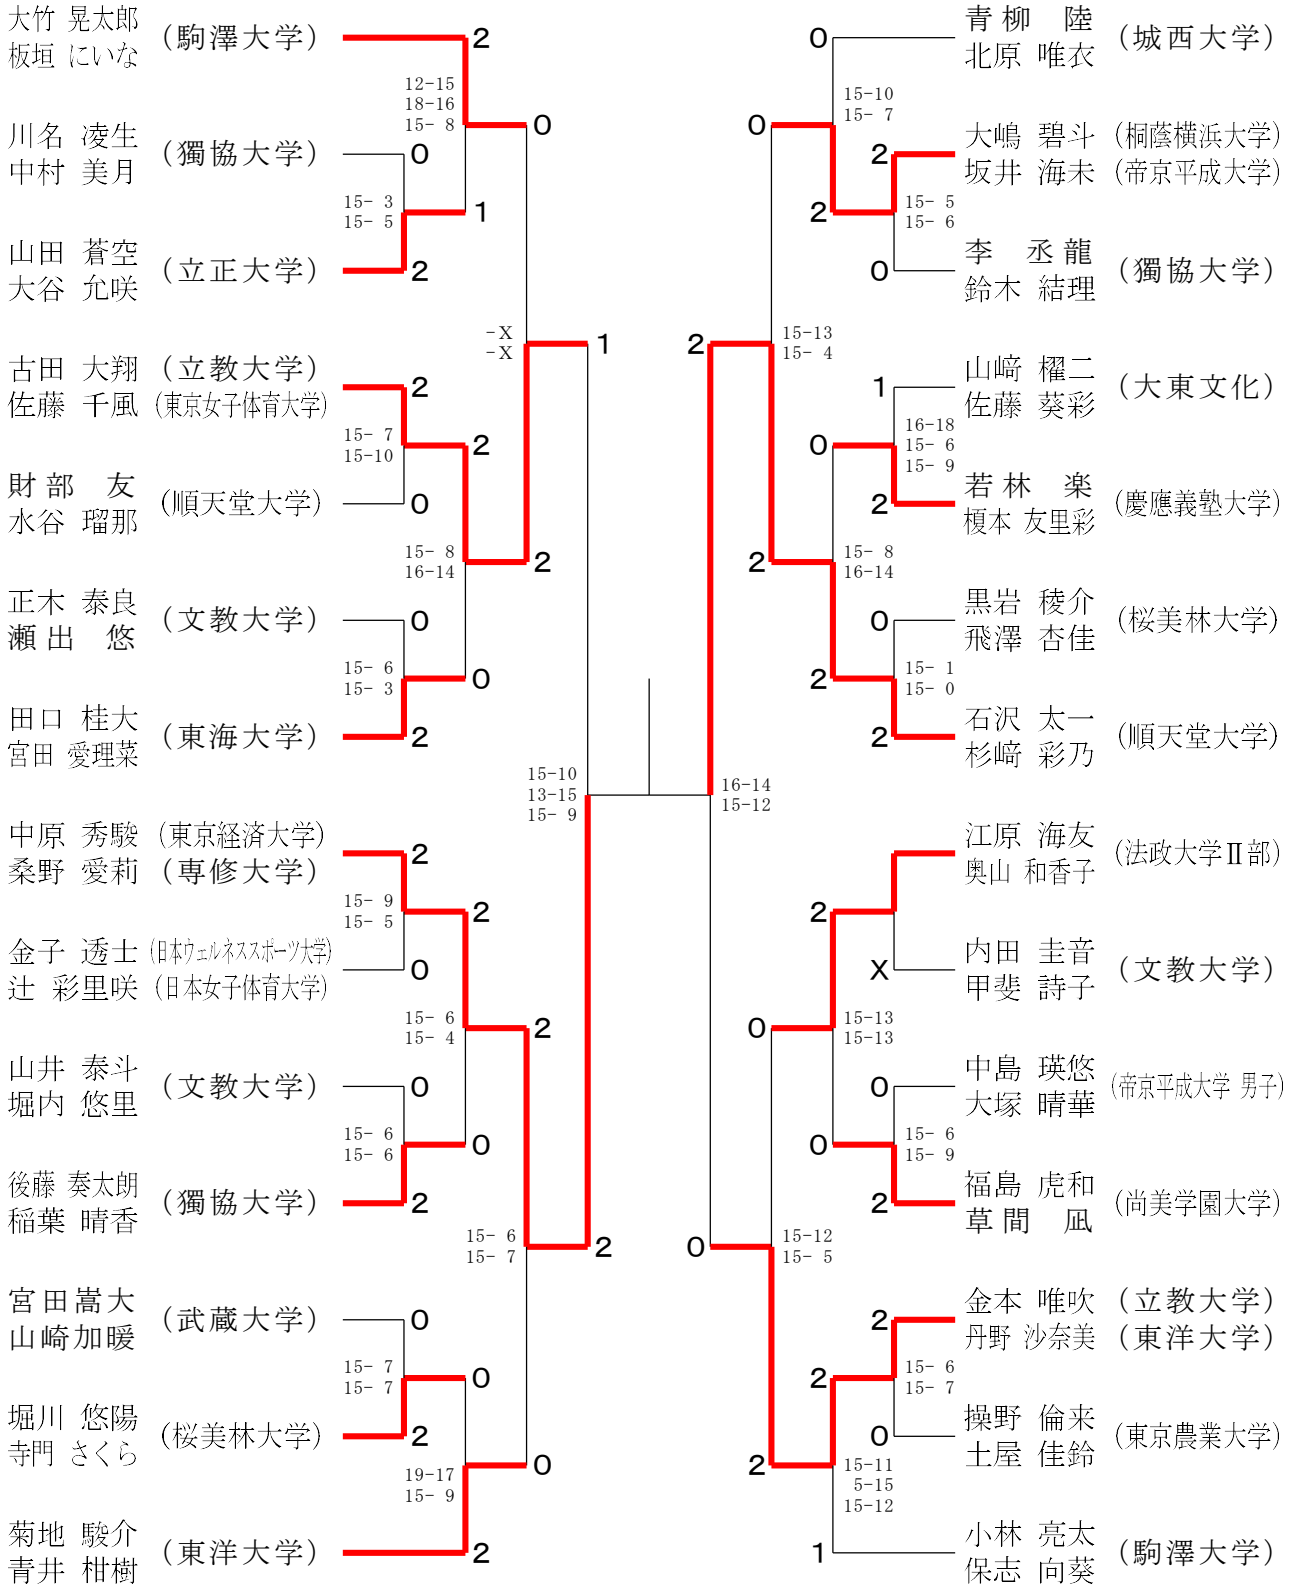 大竹 晃太郎
板垣 にいな
(駒澤大学)
2
12-15
18-16
15- 8
0
川名 凌生
中村 美月
(獨協大学)
0
15- 3
15- 5
1
山田 蒼空
大谷 允咲
(立正大学)
2
-X
-X
1
古田 大翔 (立教大学)
佐藤 千風 (東京女子体育大学)
2
15- 7
15-10
2
財部 友
水谷 瑠那
(順天堂大学)
0
15- 8
16-14
2
正木 泰良
瀬出 悠
(文教大学)
0
15- 6
15- 3
0
田口 桂大
宮田 愛理菜
(東海大学)
2
15-10
13-15
15- 9
中原 秀駿 (東京経済大学)
桑野 愛莉 (専修大学)
2
15- 9
15- 5
2
金子 透士 (日本ウェルネススポーツ大学)
辻 彩里咲 (日本女子体育大学)
0
15- 6
15- 4
2
山井 泰斗
堀内 悠里
(文教大学)
0
15- 6
15- 6
0
後藤 奏太朗
稲葉 晴香
(獨協大学)
2
15- 6
15- 7
2
宮田嵩大
山崎加暖
(武蔵大学)
0
15- 7
15- 7
0
堀川 悠陽
寺門 さくら
(桜美林大学)
2
19-17
15- 9
0
菊地 駿介
青井 柑樹
(東洋大学)
2
0
青柳 陸
北原 唯衣
(城西大学)
15-10
15- 7
0
2
大嶋 碧斗 (桐蔭横浜大学)
坂井 海未 (帝京平成大学)
2
15- 5
15- 6
0
李 丞龍
鈴木 結理
(獨協大学)
2
15-13
15- 4
1
山﨑 櫂二
佐藤 葵彩
(大東文化)
0
16-18
15- 6
15- 9
2
若林 楽
榎本 友里彩
(慶應義塾大学)
2
15- 8
16-14
0
黒岩 稜介
飛澤 杏佳
(桜美林大学)
2
15- 1
15- 0
2
石沢 太一
杉﨑 彩乃
(順天堂大学)
16-14
15-12
江原 海友
奥山 和香子
(法政大学Ⅱ部)
2
X
内田 圭音
甲斐 詩子
(文教大学)
0
15-13
15-13
0
中島 瑛悠
大塚 晴華
(帝京平成大学 男子)
0
15- 6
15- 9
2
福島 虎和
草間 凪
(尚美学園大学)
0
15-12
15- 5
2
金本 唯吹 (立教大学)
丹野 沙奈美 (東洋大学)
2
15- 6
15- 7
0
操野 倫来
土屋 佳鈴
(東京農業大学)
2
15-11
5-15
15-12
1
小林 亮太
保志 向葵
(駒澤大学)